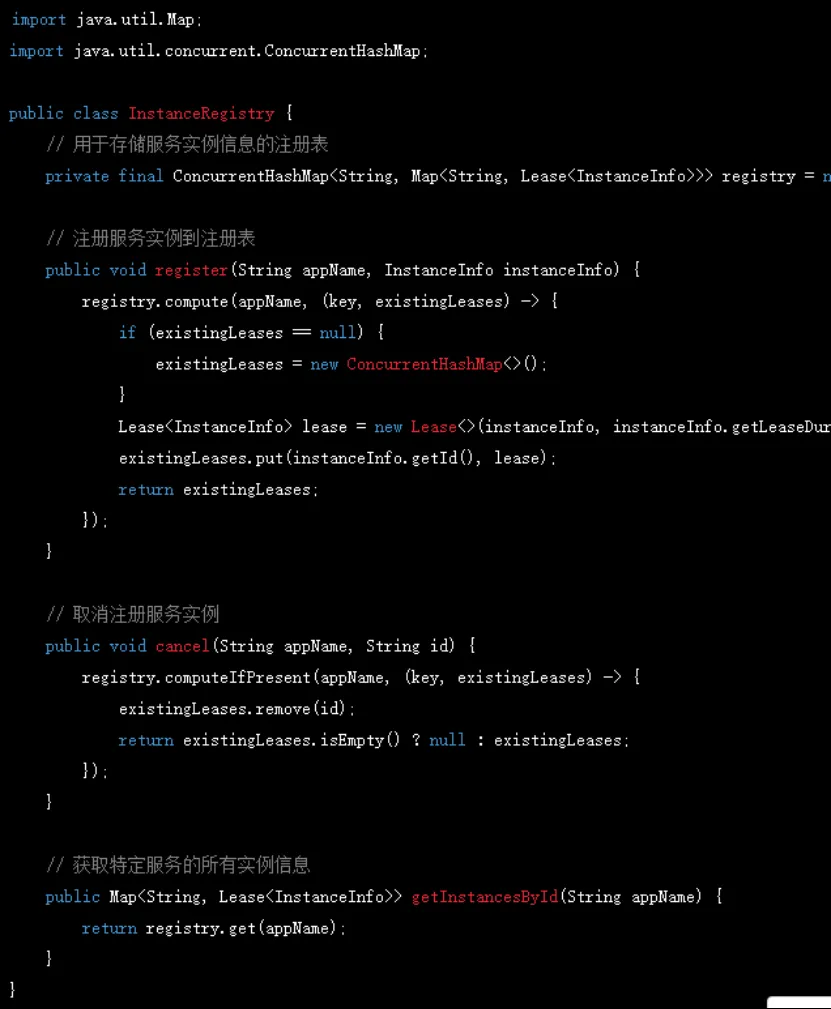 import java.util.Map;
import java.util.concurrent.ConcurrentHashMap;
public class InstanceRegistry {
// 用于存储服务实例信息的注册表
private final ConcurrentHashMap<String, Map<String, Lease<InstanceInfo>>> registry = n
// 注册服务实例到注册表
public void register(String appName, InstanceInfo instanceInfo) {
registry.compute(appName, (key, existingLeases) -> {
if (existingLeases == null) {
existingLeases = new ConcurrentHashMap<>();
}
Lease<InstanceInfo> lease = new Lease<>(instanceInfo, instanceInfo.getLeaseDur
existingLeases.put(instanceInfo.getId(), lease);
return existingLeases;
});
}
// 取消注册服务实例
public void cancel(String appName, String id) {
registry.computeIfPresent(appName, (key, existingLeases) -> {
existingLeases.remove(id);
return existingLeases.isEmpty() ? null : existingLeases;
});
}
// 获取特定服务的所有实例信息
public Map<String, Lease<InstanceInfo>> getInstancesById(String appName) {
return registry.get(appName);
}
}